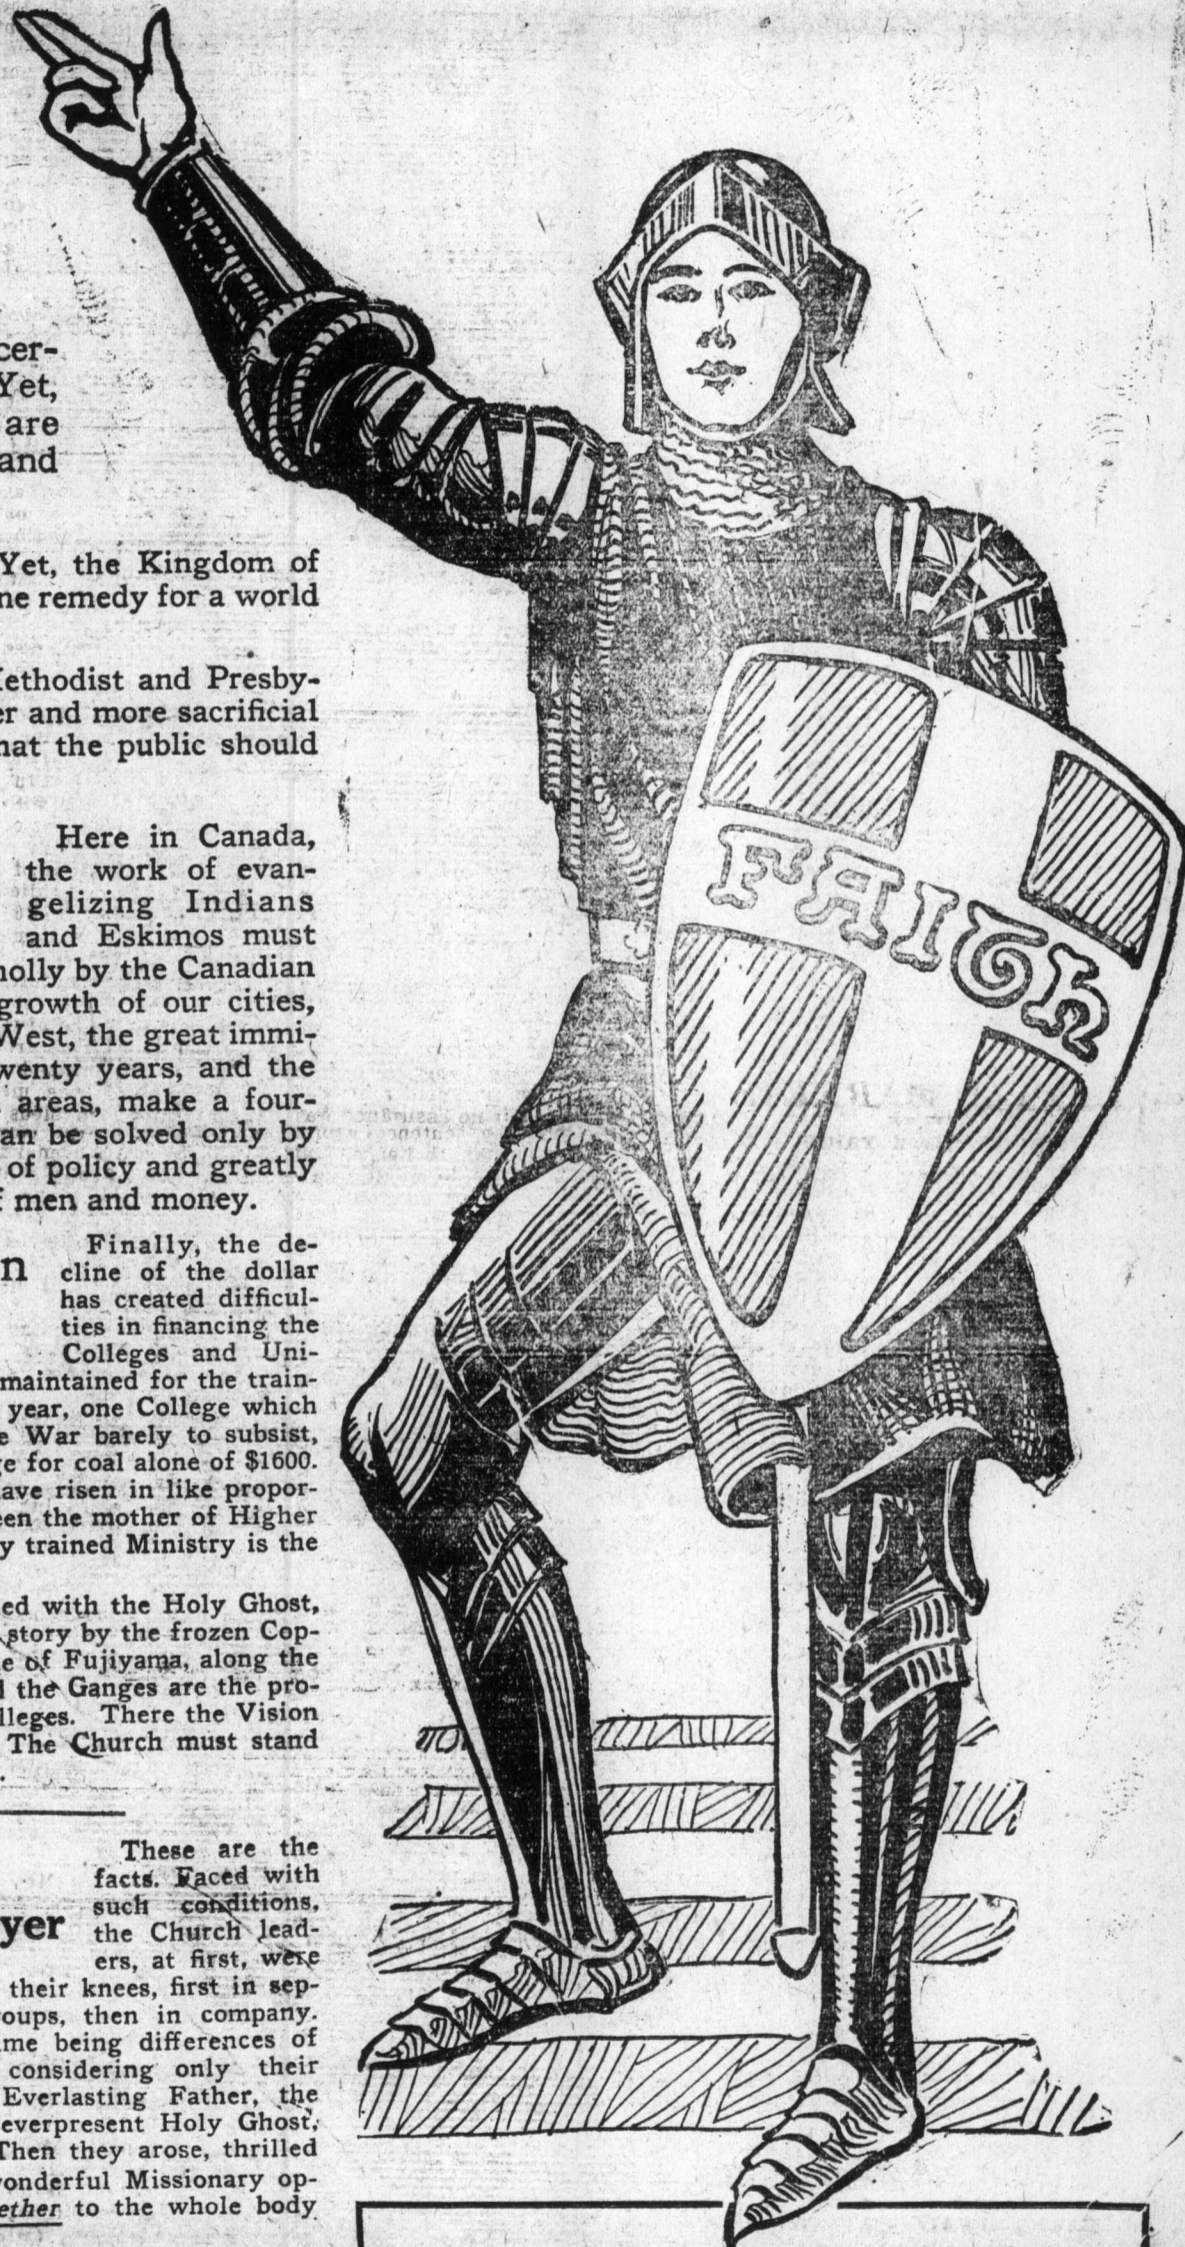 cer-
Yet,
are
and
Yet, the Kingdom of
ne remedy for a world
ethodist and Presby-
er and more sacrificial
hat the public should
Here in Canada,
the work of evan-
gelizing Indians
and Eskimos must
holly by the Canadian
growth of our cities,
West, the great immi-
wenty years, and the
areas, make a four-
an be solved only by
of policy and greatly
f men and money.
n
Finally, the de-
cline of the dollar
has created difficul-
ties in financing the
Colleges and Uni-
maintained for the train-
year, one College which
e War barely to subsist,
ge for coal alone of $1600.
ave risen in like propor-
een the mother of Higher
y trained Ministry is the
ed with the Holy Ghost,
story by the frozen Cop-
e of Fujiyama, along the
d the Ganges are the pro-
lleges. There the Vision
The Church must stand
.
yer
These are the
facts. Faced with
such conditions,
the Church lead-
ers, at first, were
their knees, first in sep-
roups, then in company.
me being differences of
considering only their
Everlasting Father, the
everpresent Holy Ghost,
Then they arose, thrilled
wonderful Missionary op-
ether to the whole body
FAITH